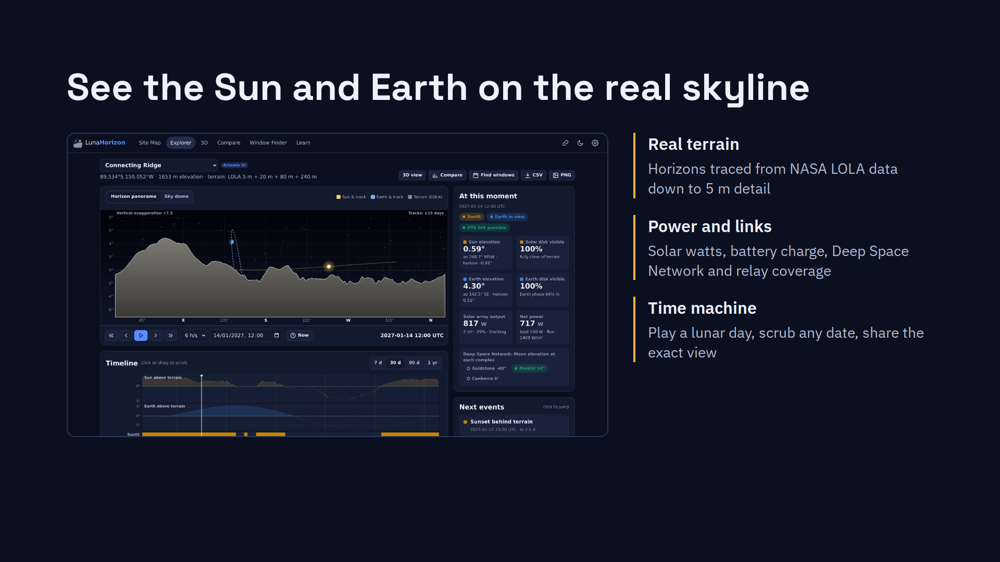 See the Sun and Earth on the real skyline
LunaHorizon
Site Map Explorer 3D Compare Window Finder Learn
Connecting Ridge Artemis III
89.534°S 150.052°W · 1653 m elevation · terrain: LOLA 5 m + 20 m + 80 m + 240 m
3D view Compare Find windows CSV PNG
Horizon panorama Sky dome
Sun & track Earth & track Terrain (LOLA)
Vertical exaggeration ×7.2
Tracks: ±15 days
8°
6°
4°
2°
0°
-2°
-4°
-6°
45° E 135° S 225° W 315° N
6 h/s 14/01/2027, 12:00 Now 2027-01-14 12:00 UTC
Timeline click or drag to scrub
7 d 30 d 90 d 1 yr
Sun above terrain
0°
-5°
5°
Earth above terrain
0°
-5°
Sunlit
At this moment
2027-01-14 12:00 UTC
Sunlit Earth in view
DTE link possible
Sun elevation
0.59°
az 248.7° WSW ·
horizon -0.91°
Solar disk visible
100%
fully clear of terrain
Earth elevation
4.30°
az 142.5° SE · horizon
0.51°
Earth disk visible
100%
Earth phase 64% lit
Solar array output
817 W
2 m² · 29% · tracking
Net power
717 W
load 100 W · flux
1409 W/m²
Deep Space Network: Moon elevation at
each complex
Goldstone -48° Madrid 14°
Canberra 6°
Next events click to jump
Sunset behind terrain
2027-01-17 23:20 UTC · in 3.5 d
Real terrain
Horizons traced from NASA LOLA data
down to 5 m detail
Power and links
Solar watts, battery charge, Deep Space
Network and relay coverage
Time machine
Play a lunar day, scrub any date, share the
exact view